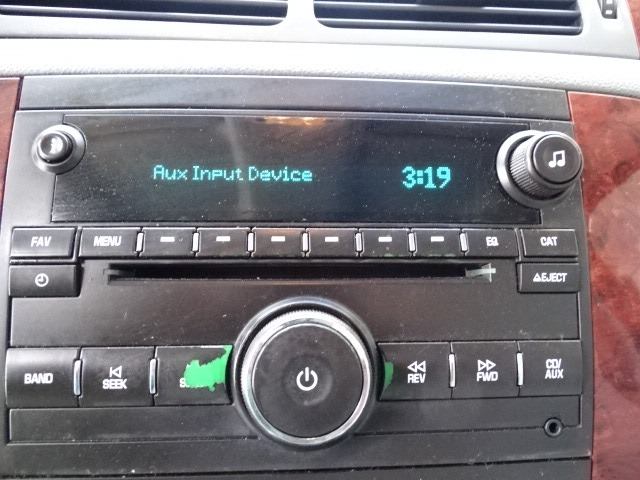 Aux Input Device 3:19
FAV MENU EQ CAT
EJECT
BAND SEEK REV FWD CD/
AUX